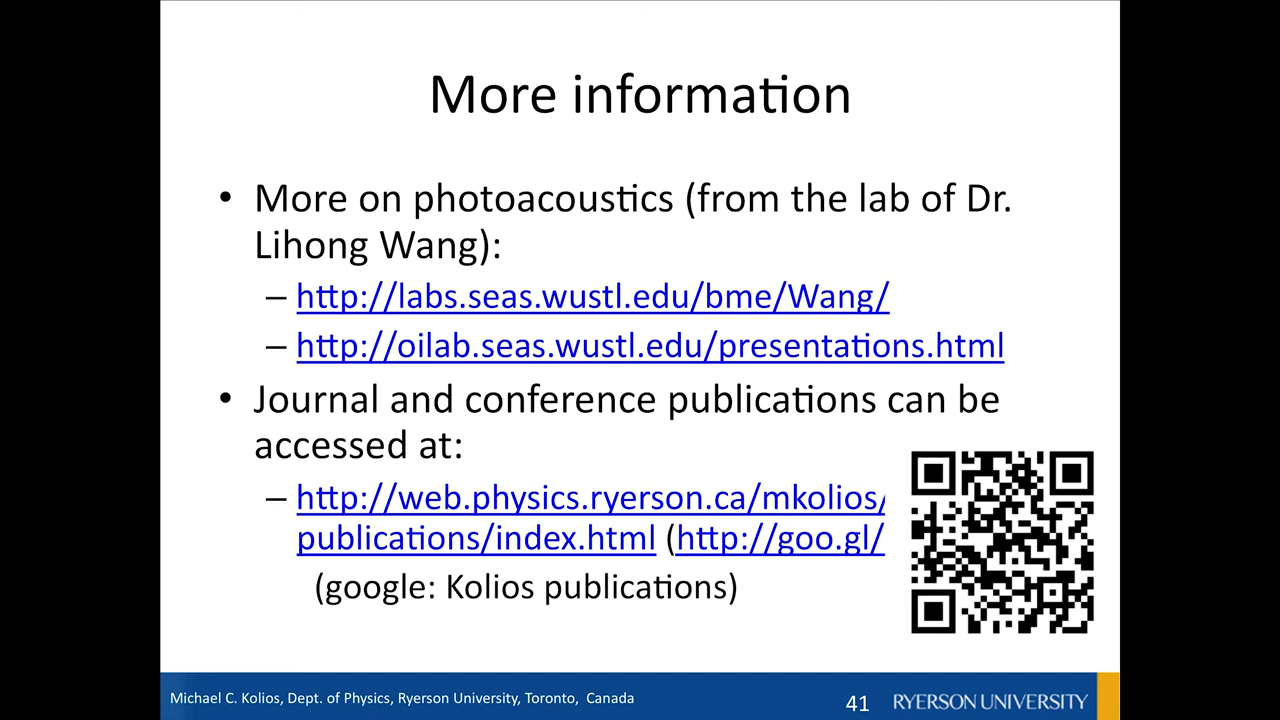 More information
• More on photoacoustics (from the lab of Dr.
Lihong Wang):
– http://labs.seas.wustl.edu/bme/Wang/
– http://oilab.seas.wustl.edu/presentations.html
• Journal and conference publications can be
accessed at:
– http://web.physics.ryerson.ca/mkolios/
publications/index.html (http://goo.gl/
(google: Kolios publications)
Michael C. Kolios, Dept. of Physics, Ryerson University, Toronto, Canada
41
RYERSON UNIVERSITY